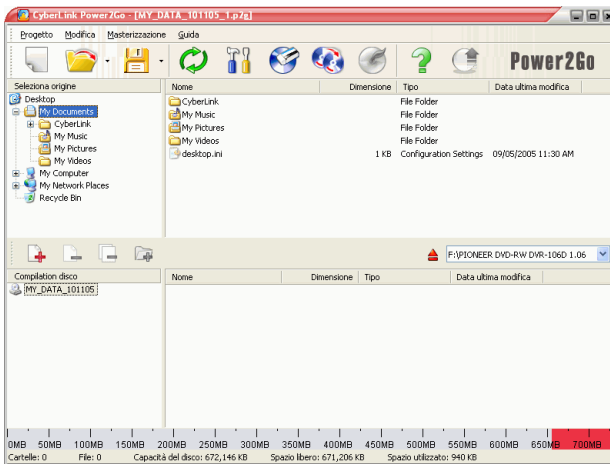 CyberLink Power2Go - [MY_DATA_101105_1.p2g]
Progetto Modifica Masterizzazione Guida
Power2Go
Seleziona origine
Desktop
My Documents
CyberLink
My Music
My Pictures
My Videos
My Computer
My Network Places
Recycle Bin
Nome Dimensione Tipo Data ultima modifica
CyberLink File Folder
My Music File Folder
My Pictures File Folder
My Videos File Folder
desktop.ini 1 KB Configuration Settings 09/05/2005 11:30 AM
F:\PIONEER DVD-RW DVR-106D 1.06
Compilation disco
MY_DATA_101105
Nome Dimensione Tipo Data ultima modifica
0MB 50MB 100MB 150MB 200MB 250MB 300MB 350MB 400MB 450MB 500MB 550MB 600MB 650MB 700MB
Cartelle: 0 File: 0 Capacità del disco: 672,146 KB Spazio libero: 671,206 KB Spazio utilizzato: 940 KB